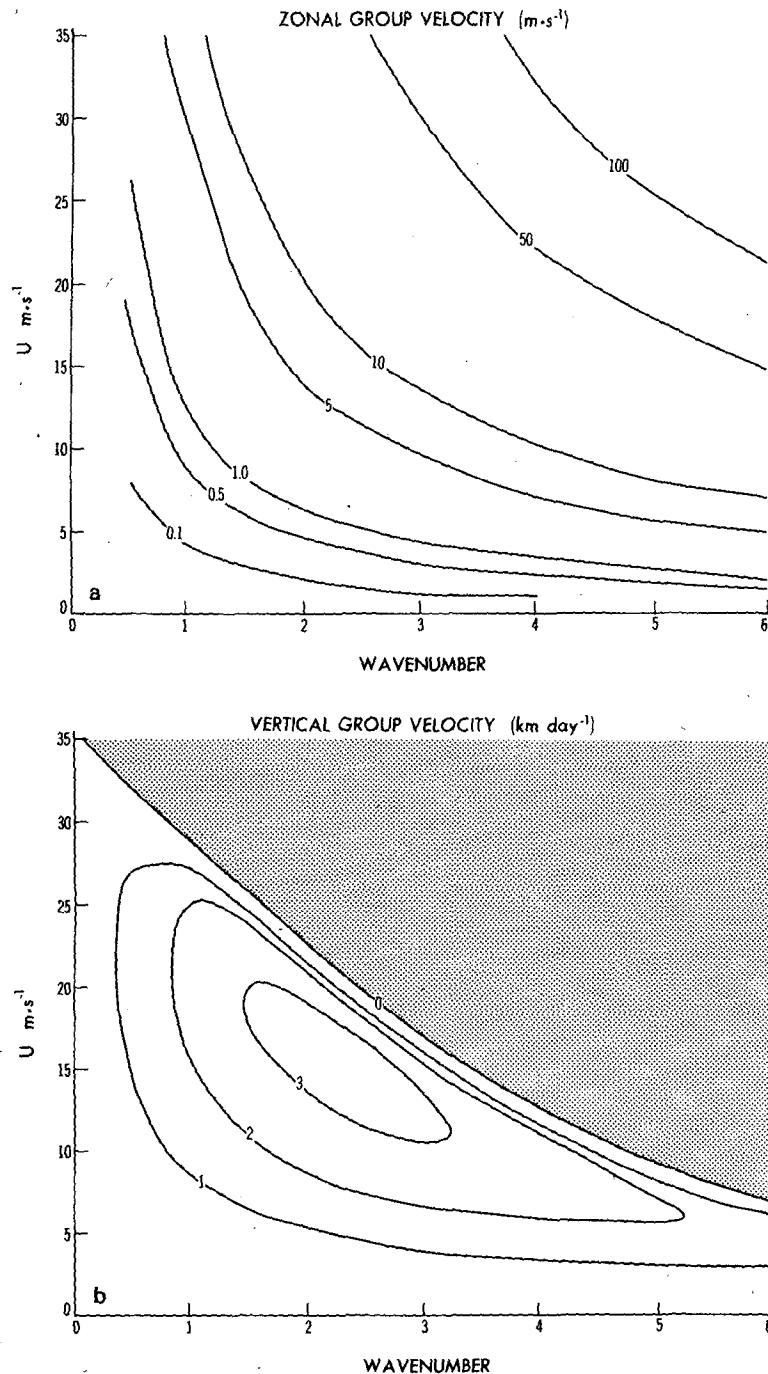 ZONAL GROUP VELOCITY (m·s⁻¹)
35
30
25
20
15
10
5
0
U m·s⁻¹
100
50
10
5
1.0
0.5
0.1
a
0 1 2 3 4 5 6
WAVENUMBER
VERTICAL GROUP VELOCITY (km day⁻¹)
35
30
25
20
15
10
5
0
U m·s⁻¹
0
3
2
1
b
0 1 2 3 4 5 6
WAVENUMBER